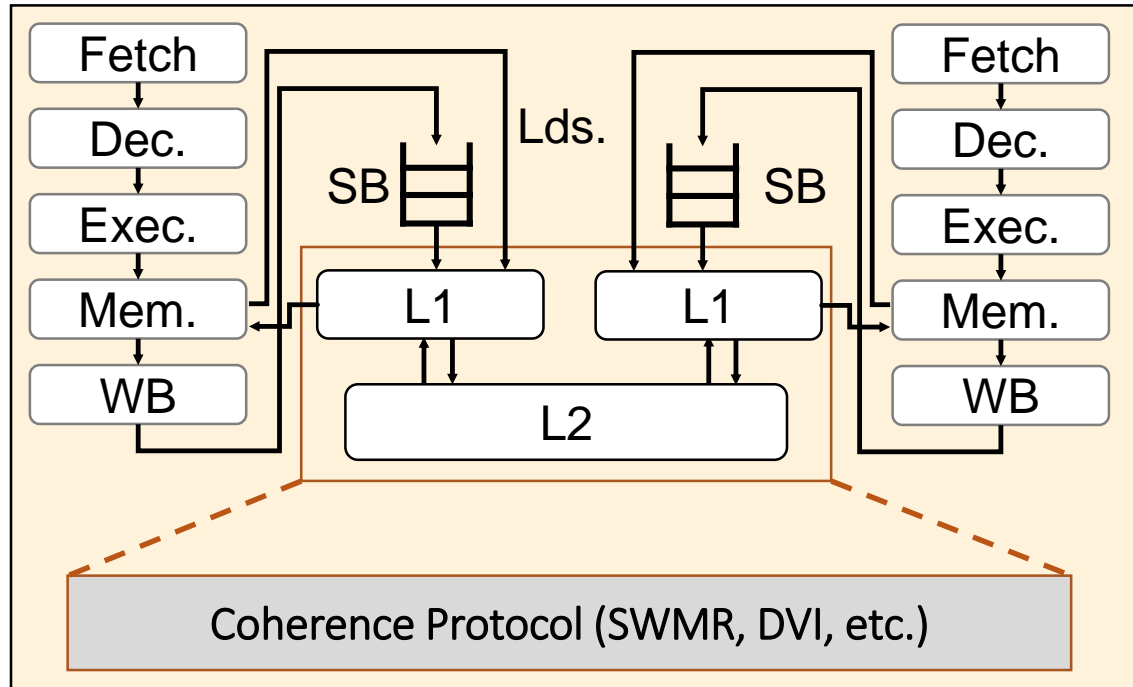 Fetch
Dec.
Exec.
Mem.
WB
Lds.
SB
SB
L1
L1
L2
Fetch
Dec.
Exec.
Mem.
WB
Coherence Protocol (SWMR, DVI, etc.)